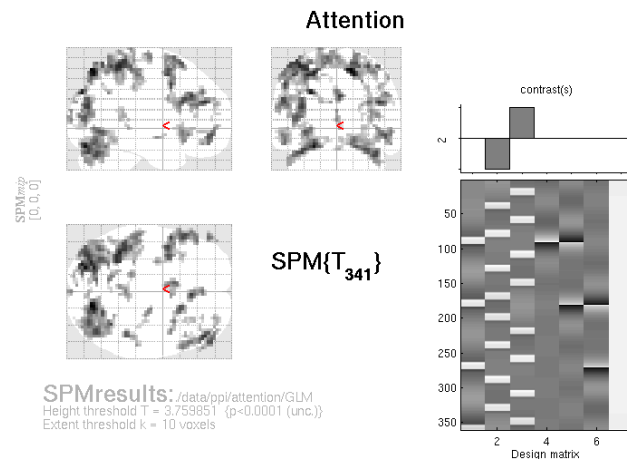 Attention
contrast(s)
2
SPMmip
[0, 0, 0]
<
<
<
SPM{T341}
50
100
150
200
250
300
350
2 4 6
Design matrix
SPMresults: ./data/ppi/attention/GLM
Height threshold T = 3.759851 {p<0.0001 (unc.)}
Extent threshold k = 10 voxels